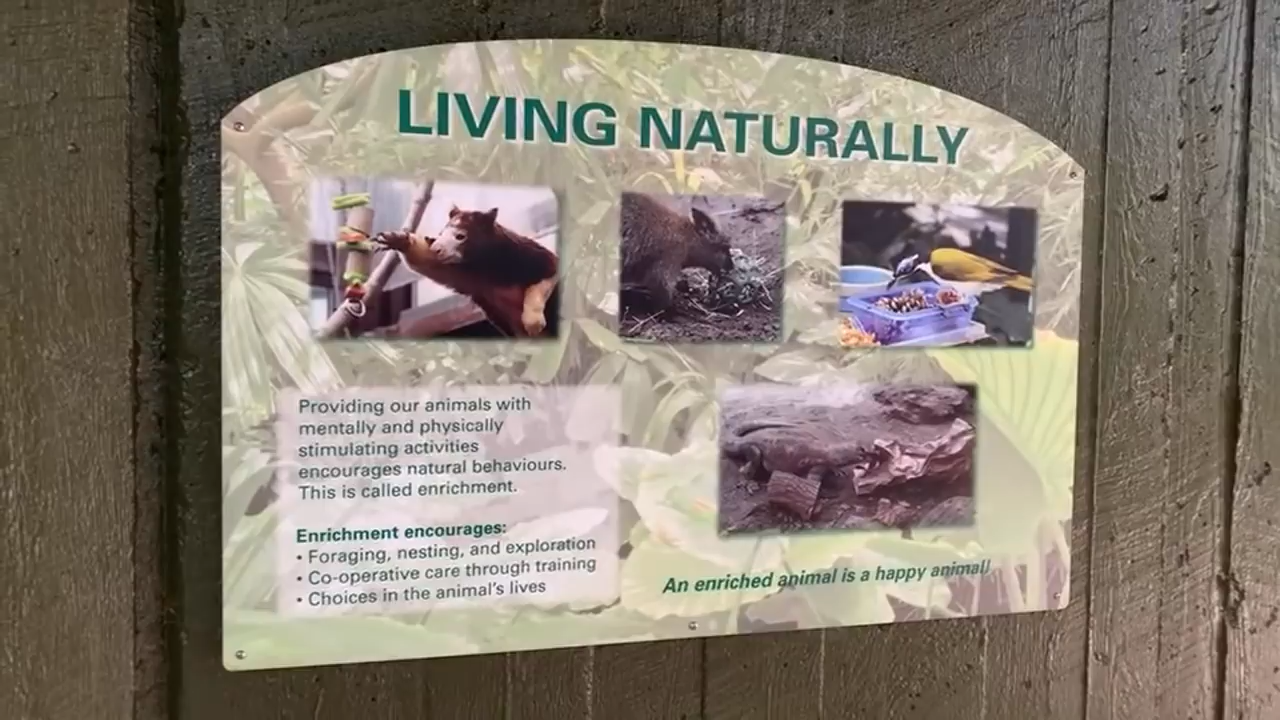 LIVING NATURALLY
Providing our animals with
mentally and physically
stimulating activities
encourages natural behaviours.
This is called enrichment.
Enrichment encourages:
• Foraging, nesting, and exploration
• Co-operative care through training
• Choices in the animal's lives
An enriched animal is a happy animal!